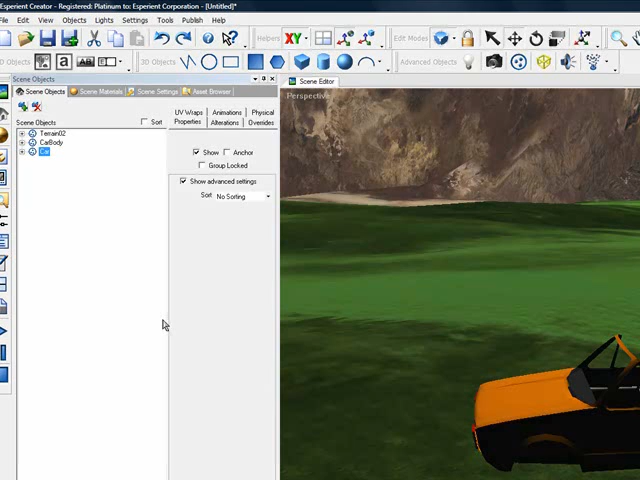 Esperient Creator - Registered: Platinum to: Esperient Corporation - [Untitled]*
Edit View Objects Lights Settings Tools Publish Help
Helpers XY Edit Modes
2D Objects a AB 3D Objects Advanced Objects
Scene Objects
Scene Objects Scene Materials Scene Settings Asset Browser Scene Editor
Scene Objects Sort
UV Wraps Animations Physical
Properties Alterations Overrides
Perspective
Terrain02
CarBody
Car
Show Anchor
Group Locked
Show advanced settings
Sort No Sorting